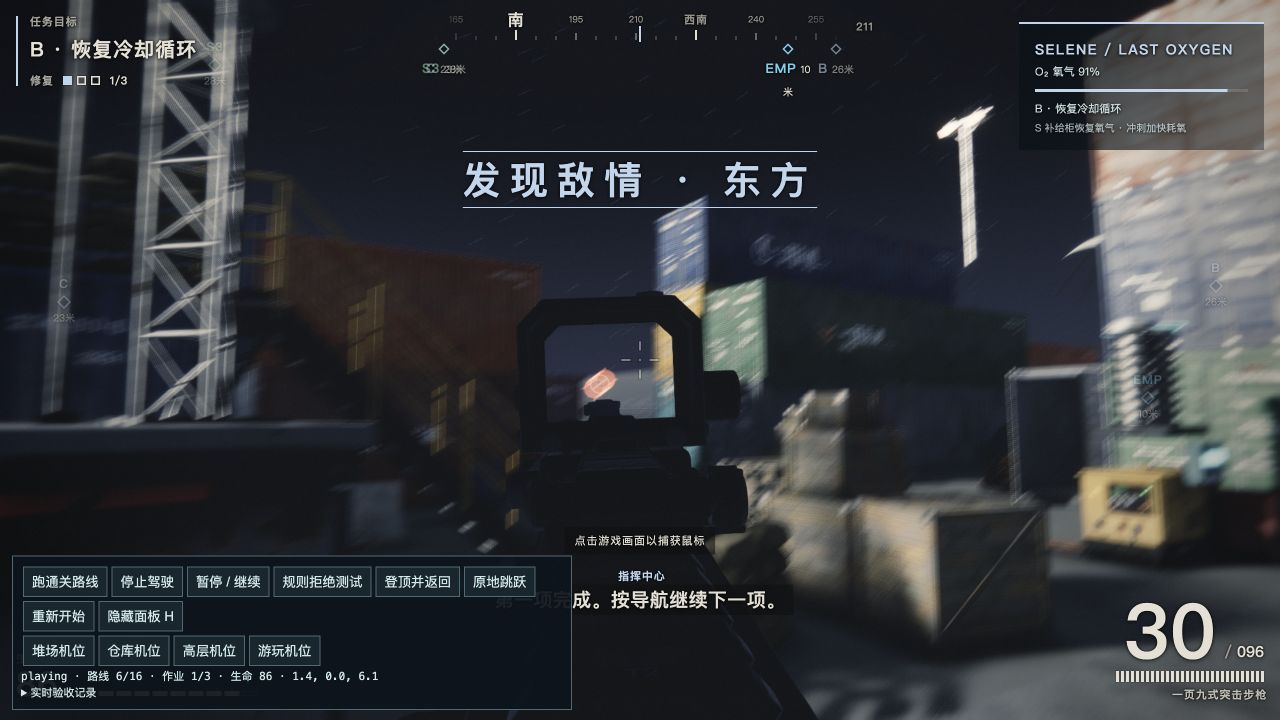 任务目标
B · 恢复冷却循环
修复 1/3
165 南 195 210 西南 240 255 211
EMP 10米
B 26米
SELENE / LAST OXYGEN
O₂ 氧气 91%
B · 恢复冷却循环
S 补给柜恢复氧气 · 冲刺加快耗氧
发现敌情 · 东方
C
23米
B
26米
EMP
10米
点击游戏画面以捕获鼠标
指挥中心
第一项完成。按导航继续下一项。
跑通关路线 停止驾驶 暂停 / 继续 规则拒绝测试 登顶并返回 原地跳跃
重新开始 隐藏面板 H
堆场机位 仓库机位 高层机位 游玩机位
playing · 路线 6/16 · 作业 1/3 · 生命 86 · 1.4, 0.0, 6.1
▶ 实时验收记录
30 / 096
一页九式突击步枪